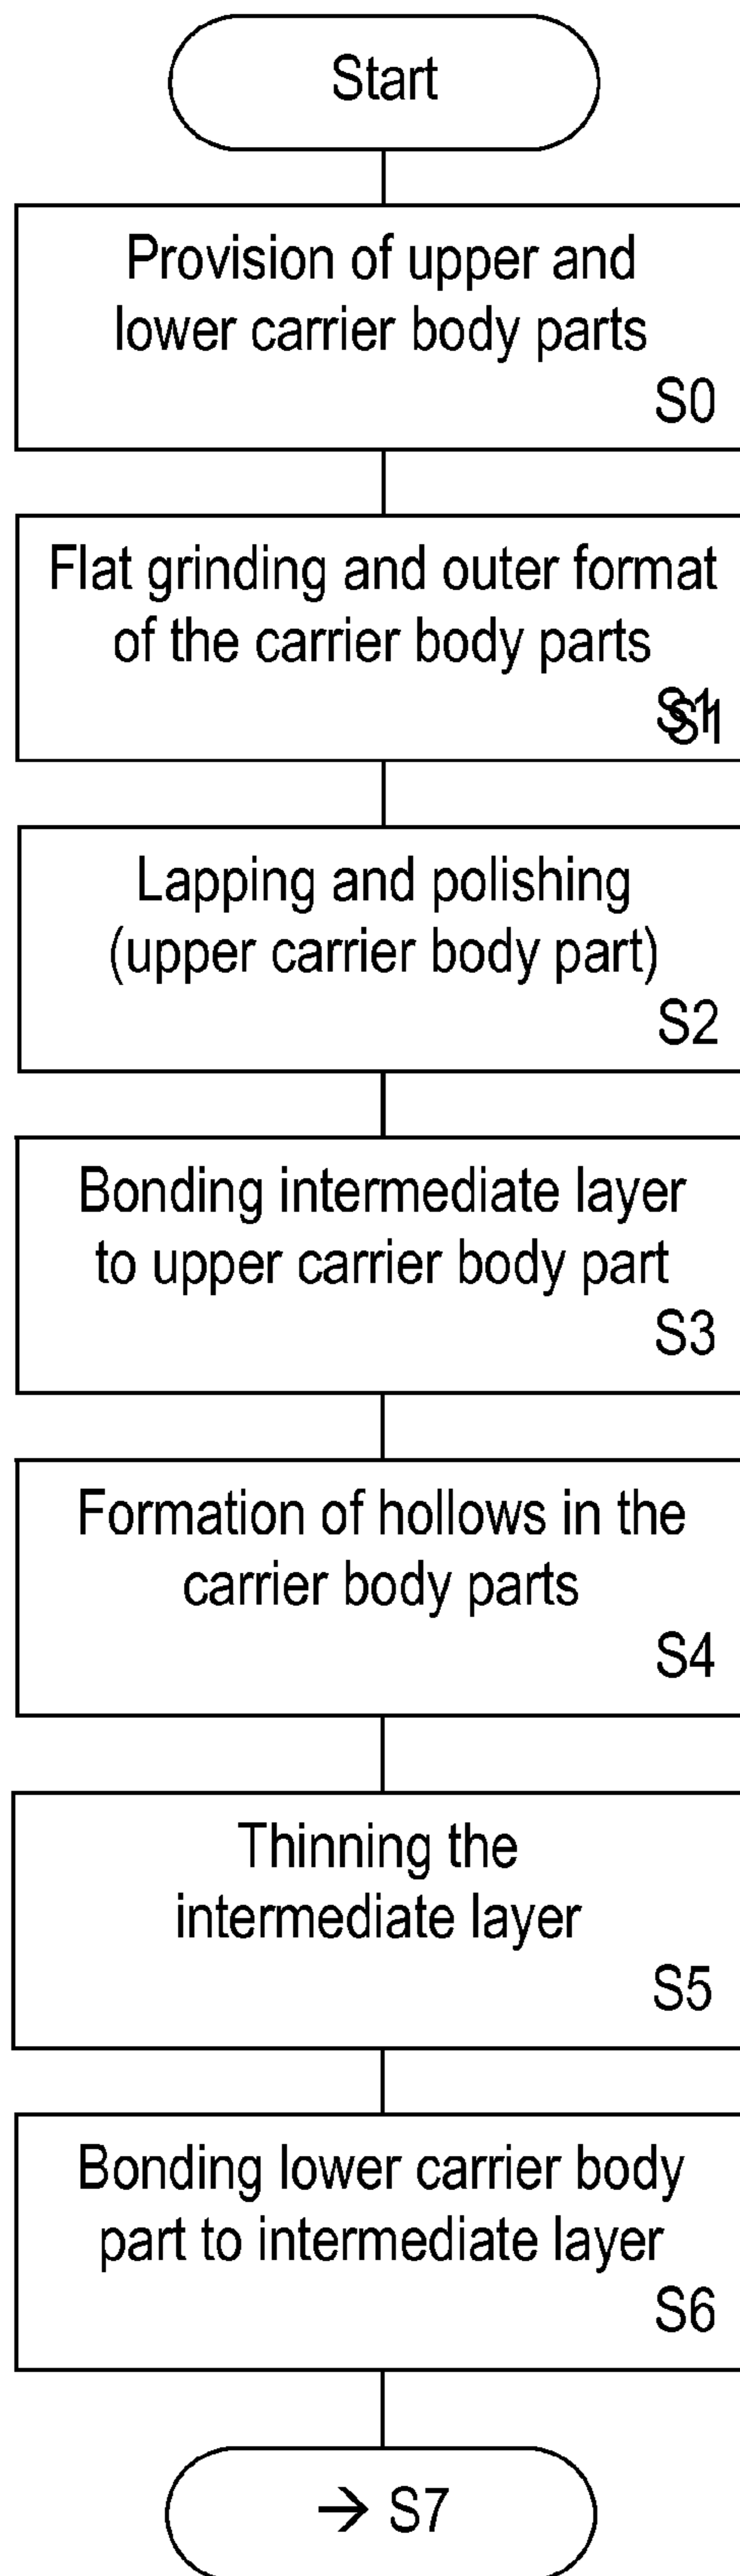 Start
Provision of upper and
lower carrier body parts
S0
Flat grinding and outer format
of the carrier body parts
S1
S1
Lapping and polishing
(upper carrier body part)
S2
Bonding intermediate layer
to upper carrier body part
S3
Formation of hollows in the
carrier body parts
S4
Thinning the
intermediate layer
S5
Bonding lower carrier body
part to intermediate layer
S6
→ S7